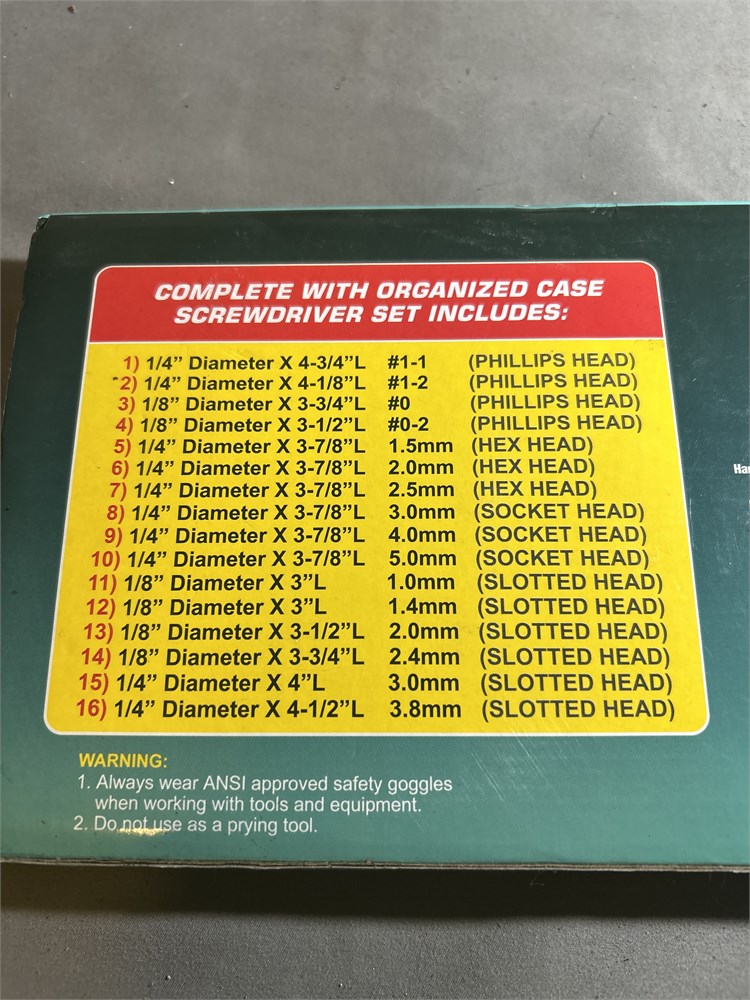 COMPLETE WITH ORGANIZED CASE
SCREWDRIVER SET INCLUDES:
1) 1/4” Diameter X 4-3/4”L #1-1 (PHILLIPS HEAD)
2) 1/4” Diameter X 4-1/8”L #1-2 (PHILLIPS HEAD)
3) 1/8” Diameter X 3-3/4”L #0 (PHILLIPS HEAD)
4) 1/8” Diameter X 3-1/2”L #0-2 (PHILLIPS HEAD)
5) 1/4” Diameter X 3-7/8”L 1.5mm (HEX HEAD)
6) 1/4” Diameter X 3-7/8”L 2.0mm (HEX HEAD)
7) 1/4” Diameter X 3-7/8”L 2.5mm (HEX HEAD)
8) 1/4” Diameter X 3-7/8”L 3.0mm (SOCKET HEAD)
9) 1/4” Diameter X 3-7/8”L 4.0mm (SOCKET HEAD)
10) 1/4” Diameter X 3-7/8”L 5.0mm (SOCKET HEAD)
11) 1/8” Diameter X 3”L 1.0mm (SLOTTED HEAD)
12) 1/8” Diameter X 3”L 1.4mm (SLOTTED HEAD)
13) 1/8” Diameter X 3-1/2”L 2.0mm (SLOTTED HEAD)
14) 1/8” Diameter X 3-3/4”L 2.4mm (SLOTTED HEAD)
15) 1/4” Diameter X 4”L 3.0mm (SLOTTED HEAD)
16) 1/4” Diameter X 4-1/2”L 3.8mm (SLOTTED HEAD)
WARNING:
1. Always wear ANSI approved safety goggles
when working with tools and equipment.
2. Do not use as a prying tool.